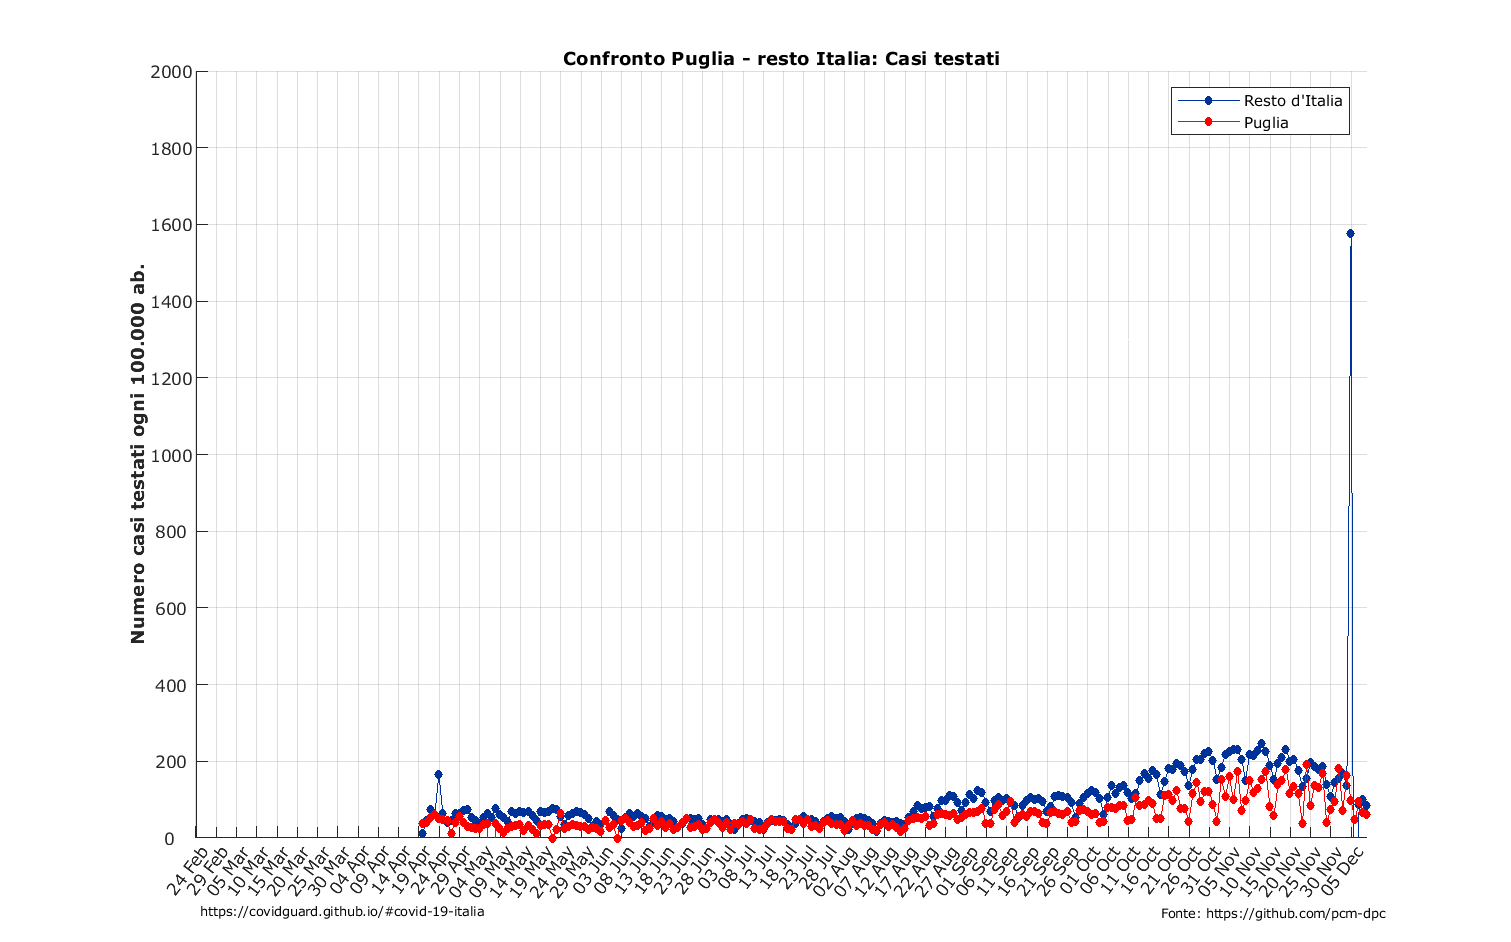 Confronto Puglia - resto Italia: Casi testati
Resto d'Italia
Puglia
Numero casi testati ogni 100.000 ab.
2000
1800
1600
1400
1200
1000
800
600
400
200
0
24 Feb
29 Feb
05 Mar
10 Mar
15 Mar
20 Mar
25 Mar
30 Mar
04 Apr
09 Apr
14 Apr
19 Apr
24 Apr
29 Apr
04 May
09 May
14 May
19 May
24 May
29 May
03 Jun
08 Jun
13 Jun
18 Jun
23 Jun
28 Jun
03 Jul
08 Jul
13 Jul
18 Jul
23 Jul
28 Jul
02 Aug
07 Aug
12 Aug
17 Aug
22 Aug
27 Aug
01 Sep
06 Sep
11 Sep
16 Sep
21 Sep
26 Sep
01 Oct
06 Oct
11 Oct
16 Oct
21 Oct
26 Oct
31 Oct
05 Nov
10 Nov
15 Nov
20 Nov
25 Nov
30 Nov
05 Dec
https://covidguard.github.io/#covid-19-italia
Fonte: https://github.com/pcm-dpc